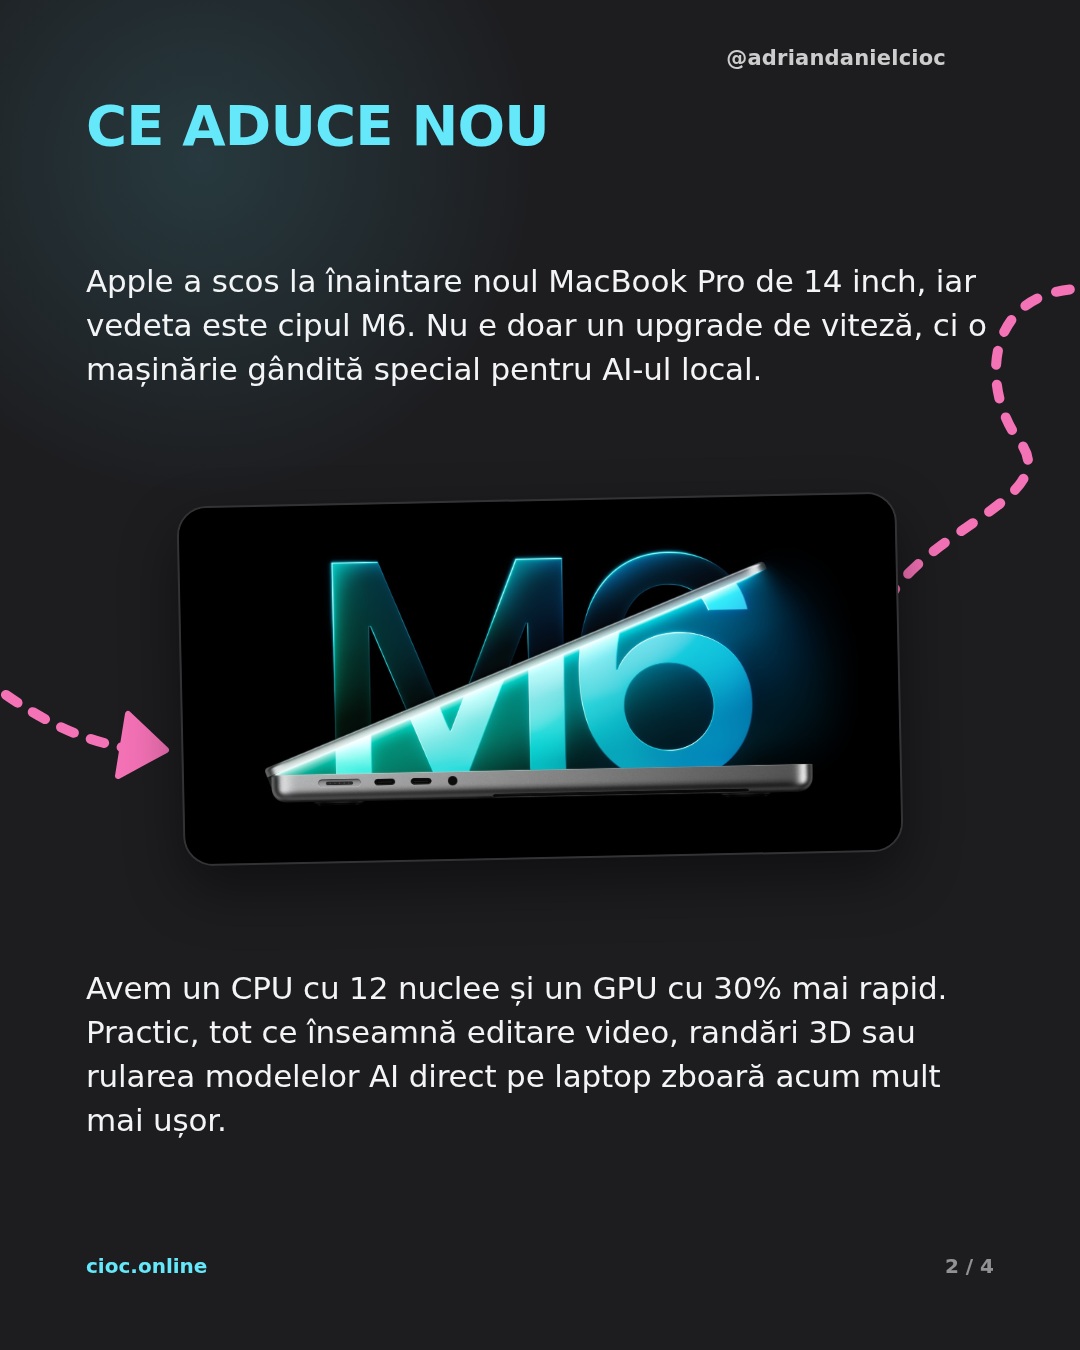 @adriandanielcioc
CE ADUCE NOU
Apple a scos la înaintare noul MacBook Pro de 14 inch, iar
vedeta este cipul M6. Nu e doar un upgrade de viteză, ci o
mașinărie gândită special pentru AI-ul local.
M6
Avem un CPU cu 12 nuclee și un GPU cu 30% mai rapid.
Practic, tot ce înseamnă editare video, randări 3D sau
rularea modelelor AI direct pe laptop zboară acum mult
mai ușor.
cioc.online
2 / 4